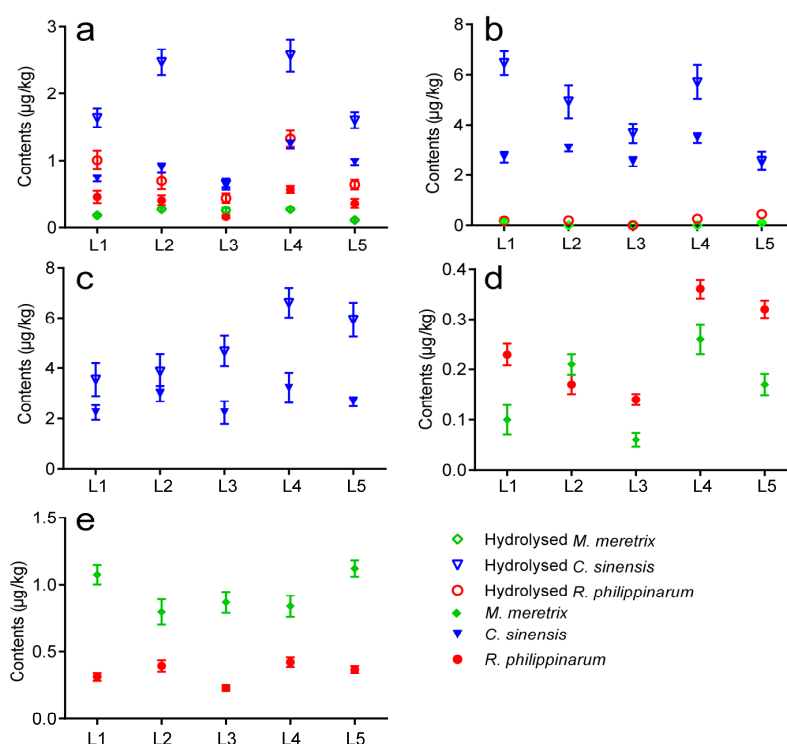 a
Contents (µg/kg)
3
2
1
0
L1 L2 L3 L4 L5
b
Contents (µg/kg)
8
6
4
2
0
L1 L2 L3 L4 L5
c
Contents (µg/kg)
8
6
4
2
0
L1 L2 L3 L4 L5
d
Contents (µg/kg)
0.4
0.3
0.2
0.1
0.0
L1 L2 L3 L4 L5
e
Contents (µg/kg)
1.5
1.0
0.5
0.0
L1 L2 L3 L4 L5
Hydrolysed M. meretrix
Hydrolysed C. sinensis
Hydrolysed R. philippinarum
M. meretrix
C. sinensis
R. philippinarum